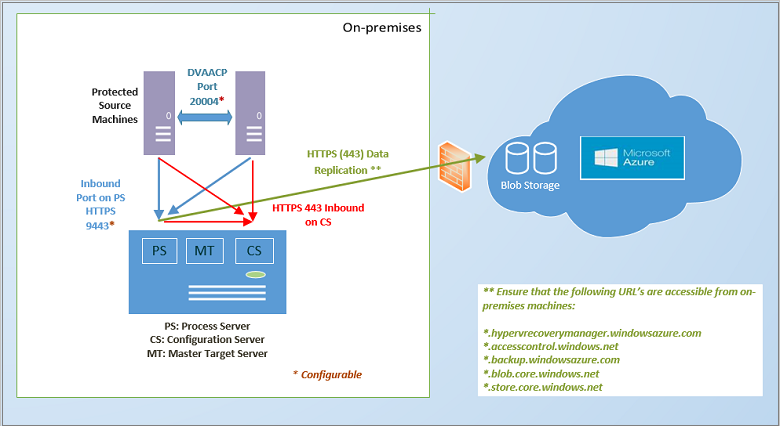 On-premises
DVAACP
Port
20004*
Protected
Source
Machines
0
0
HTTPS (443) Data
Replication **
Microsoft
Azure
Blob Storage
Inbound
Port on PS
HTTPS
9443*
HTTPS 443 Inbound
on CS
PS
MT
CS
PS: Process Server
CS: Configuration Server
MT: Master Target Server
* Configurable
** Ensure that the following URL's are accessible from on-
premises machines:
*.hypervrecoverymanager.windowsazure.com
*.accesscontrol.windows.net
*.backup.windowsazure.com
*.blob.core.windows.net
*.store.core.windows.net